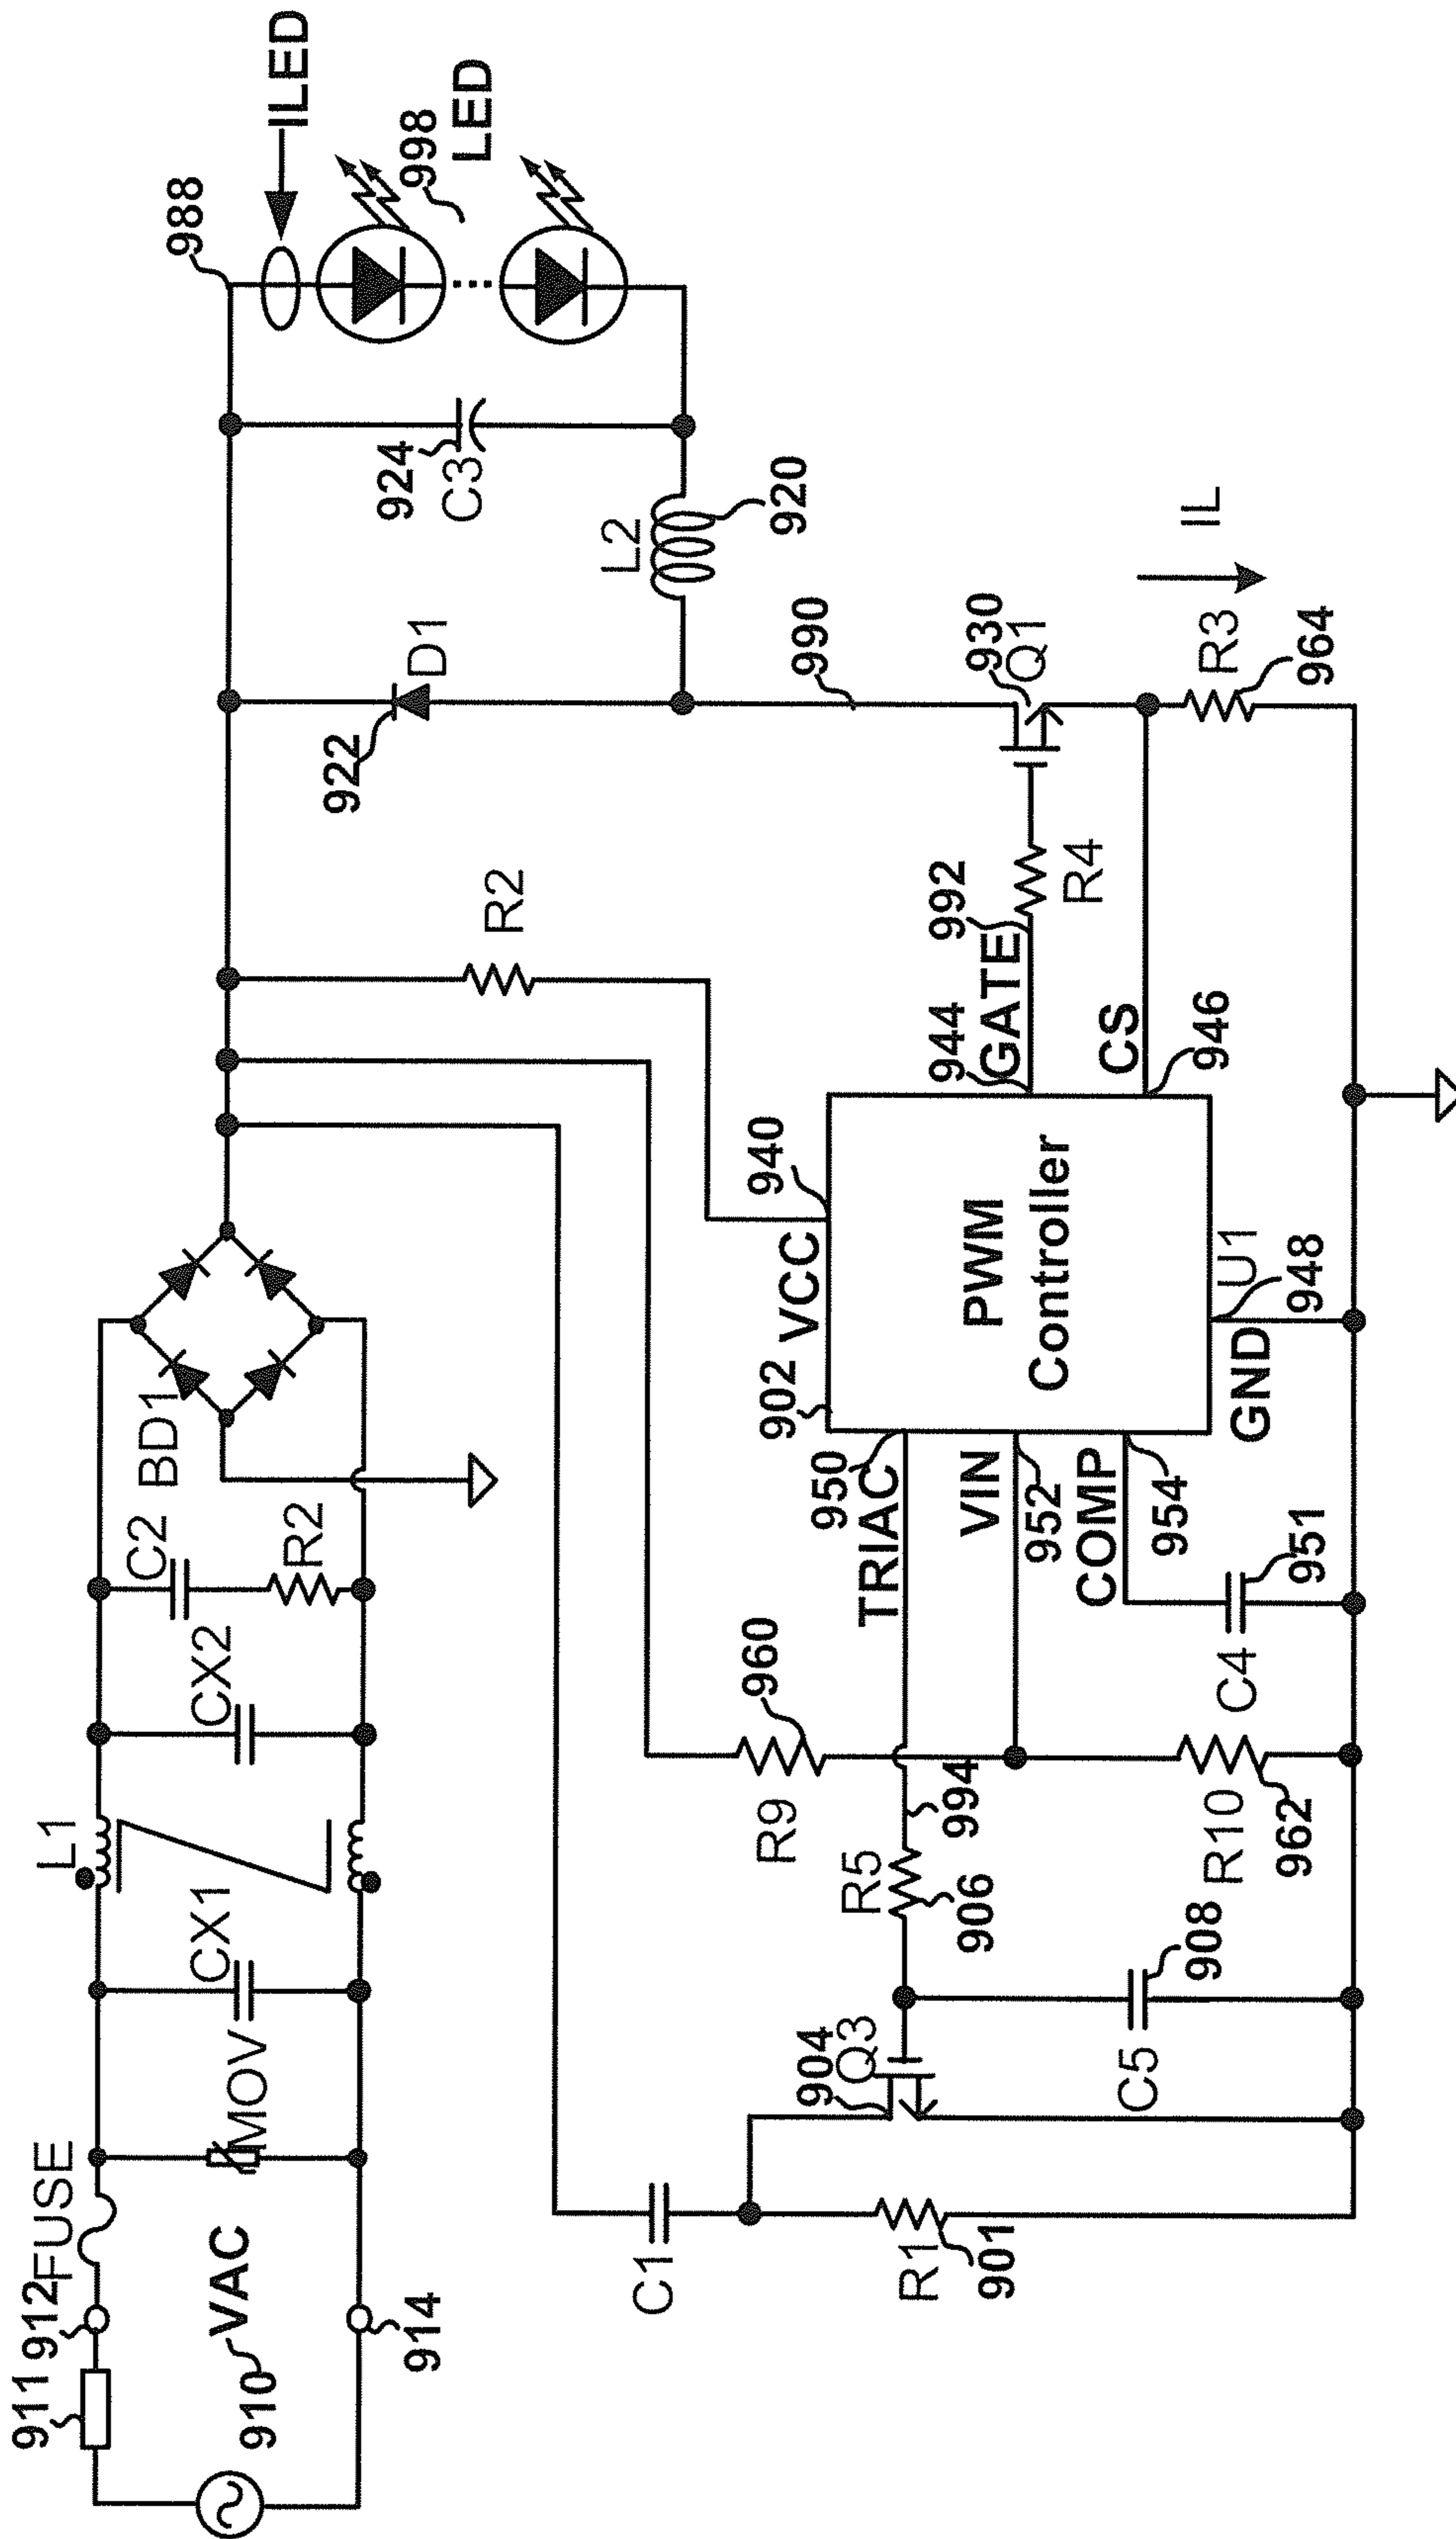 911
912
FUSE
910
VAC
914
MOV
CX1
L1
CX2
C2
R2
BD1
C1
R1
901
904
Q3
C5
908
R5
906
994
R9
960
R10
962
C4
951
TRIAC
950
VIN
952
COMP
954
902
VCC
940
PWM
Controller
GND
U1
948
944
GATE
992
CS
946
R4
R2
922
D1
990
930
Q1
IL
R3
964
L2
920
924
C3
988
ILED
998
LED